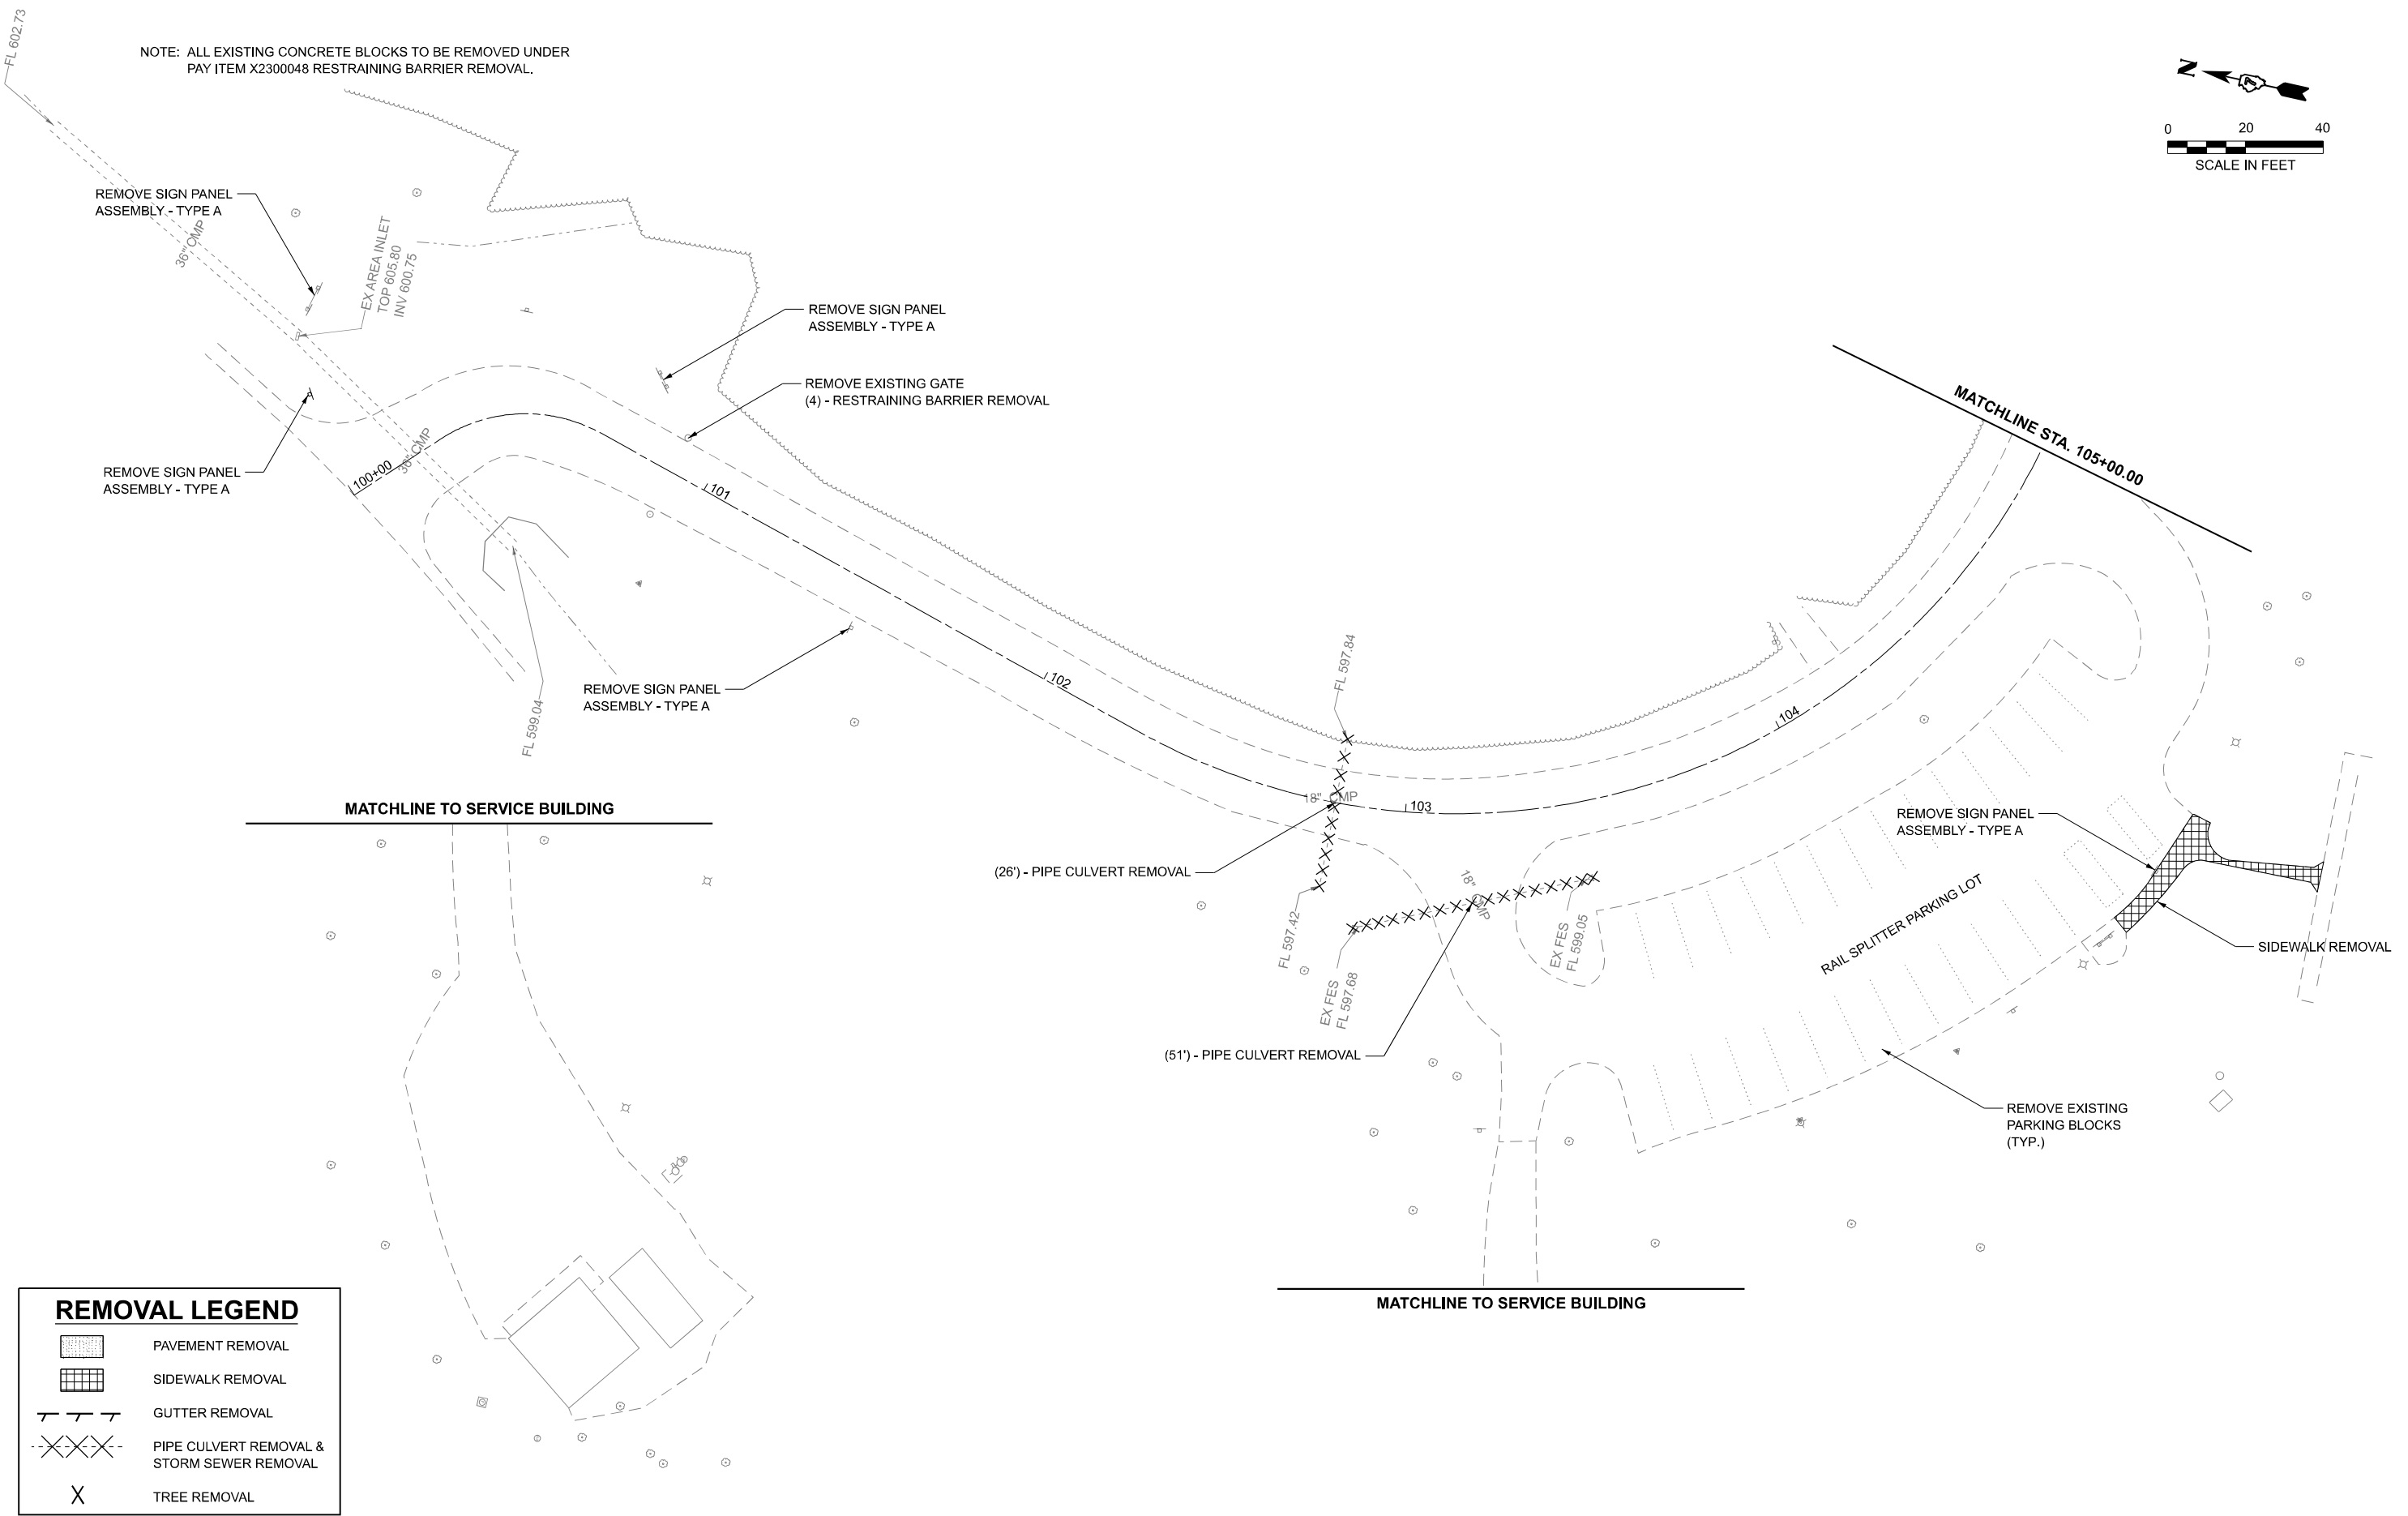 FL 602.73
NOTE: ALL EXISTING CONCRETE BLOCKS TO BE REMOVED UNDER
PAY ITEM X2300048 RESTRAINING BARRIER REMOVAL.
N
0 20 40
SCALE IN FEET
REMOVE SIGN PANEL
ASSEMBLY - TYPE A
36" CMP
EX AREA INLET
TOP 605.80
INV 600.75
REMOVE SIGN PANEL
ASSEMBLY - TYPE A
REMOVE EXISTING GATE
(4) - RESTRAINING BARRIER REMOVAL
MATCHLINE STA. 105+00.00
36" CMP
REMOVE SIGN PANEL
ASSEMBLY - TYPE A
100+00
101
102
103
104
FL 597.84
REMOVE SIGN PANEL
ASSEMBLY - TYPE A
FL 599.04
MATCHLINE TO SERVICE BUILDING
18" CMP
(26') - PIPE CULVERT REMOVAL
REMOVE SIGN PANEL
ASSEMBLY - TYPE A
18" CMP
FL 597.42
EX FES
FL 599.05
RAIL SPLITTER PARKING LOT
SIDEWALK REMOVAL
EX FES
FL 597.68
(51') - PIPE CULVERT REMOVAL
REMOVE EXISTING
PARKING BLOCKS
(TYP.)
MATCHLINE TO SERVICE BUILDING
REMOVAL LEGEND
PAVEMENT REMOVAL
SIDEWALK REMOVAL
GUTTER REMOVAL
PIPE CULVERT REMOVAL &
STORM SEWER REMOVAL
TREE REMOVAL